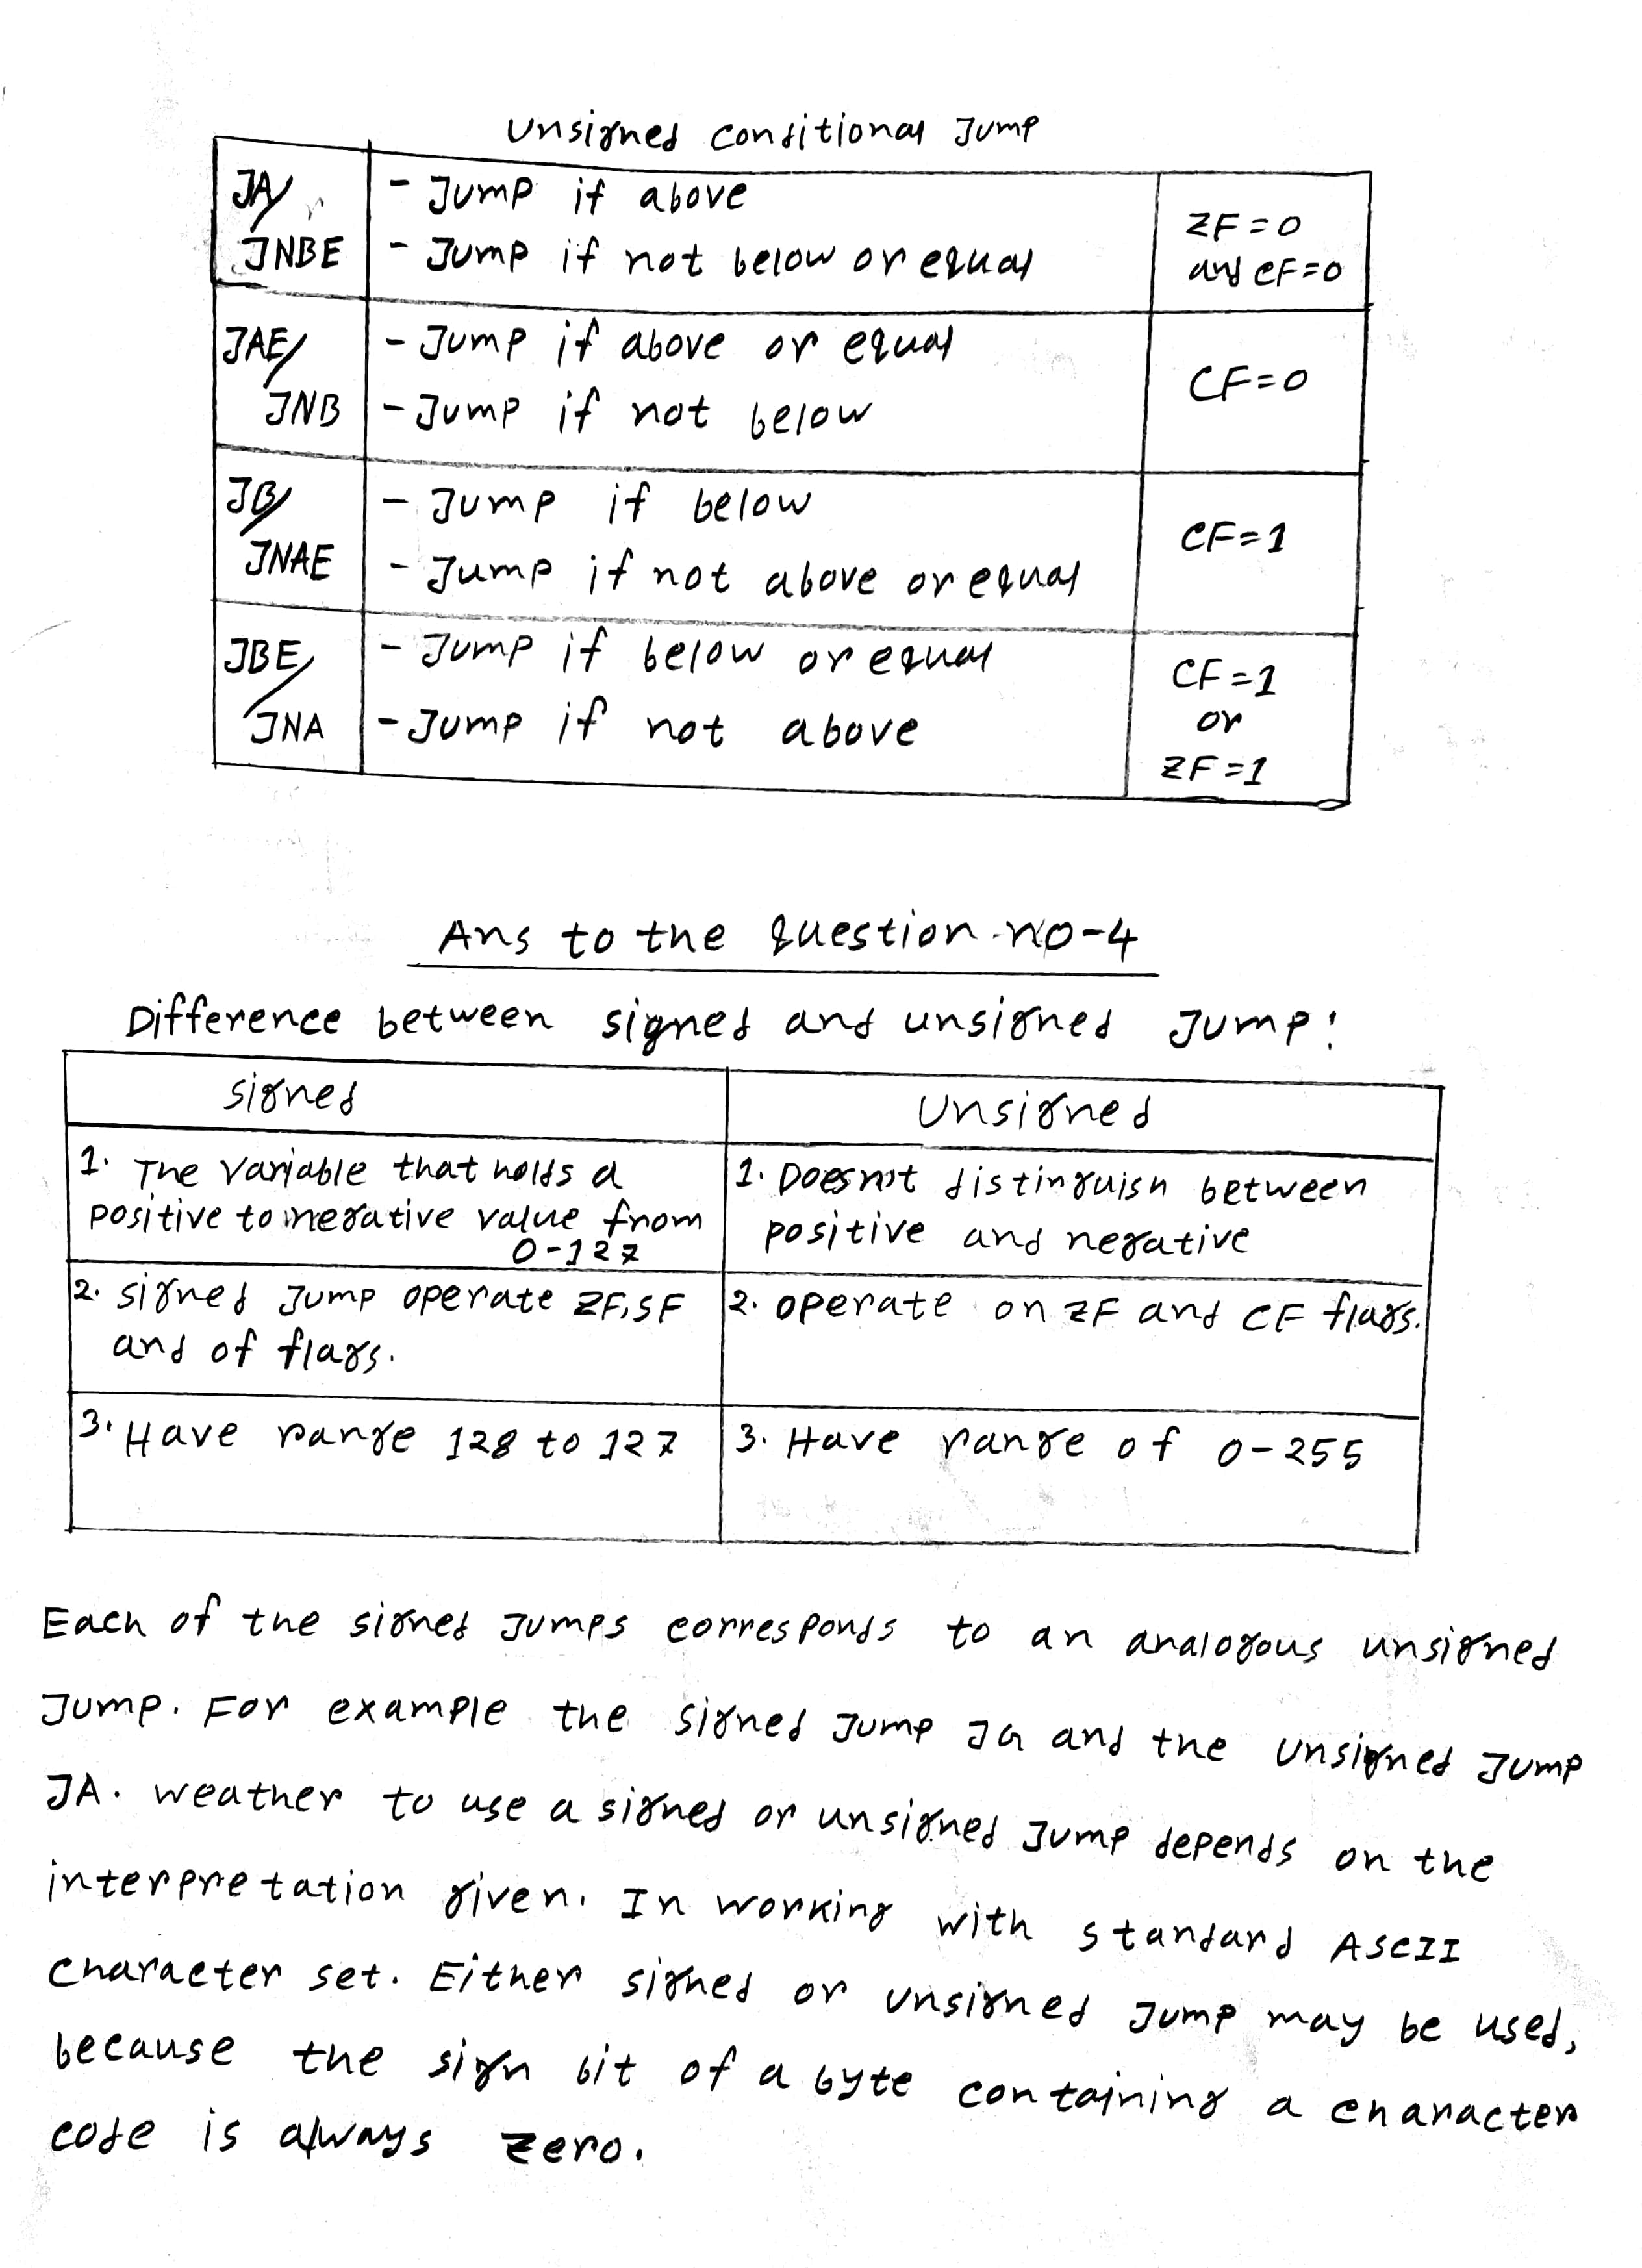 Unsigned Conditional Jump
JA/ - Jump if above
JNBE - Jump if not below or equal
ZF=0
and CF=0
JAE/ - Jump if above or equal
JNB - Jump if not below
CF=0
JB/ - Jump if below
JNAE - Jump if not above or equal
CF=1
JBE/ - Jump if below or equal
JNA - Jump if not above
CF=1
or
ZF=1
Ans to the question no-4
Difference between signed and unsigned Jump:
signed
Unsigned
1. The Variable that holds a
positive to negative value from
0-127
1. Does not distinguish between
positive and negative
2. signed Jump operate ZF, SF
and of flags.
2. operate on ZF and CF flags.
3. Have range 128 to 127
3. Have range of 0-255
Each of the signed Jumps corresponds to an analogous unsigned
Jump. For example the signed Jump JG and the Unsigned Jump
JA. weather to use a signed or unsigned Jump depends on the
interpretation given. In working with standard ASCII
character set. Either signed or unsigned Jump may be used,
because the sign bit of a byte containing a character
code is always zero.